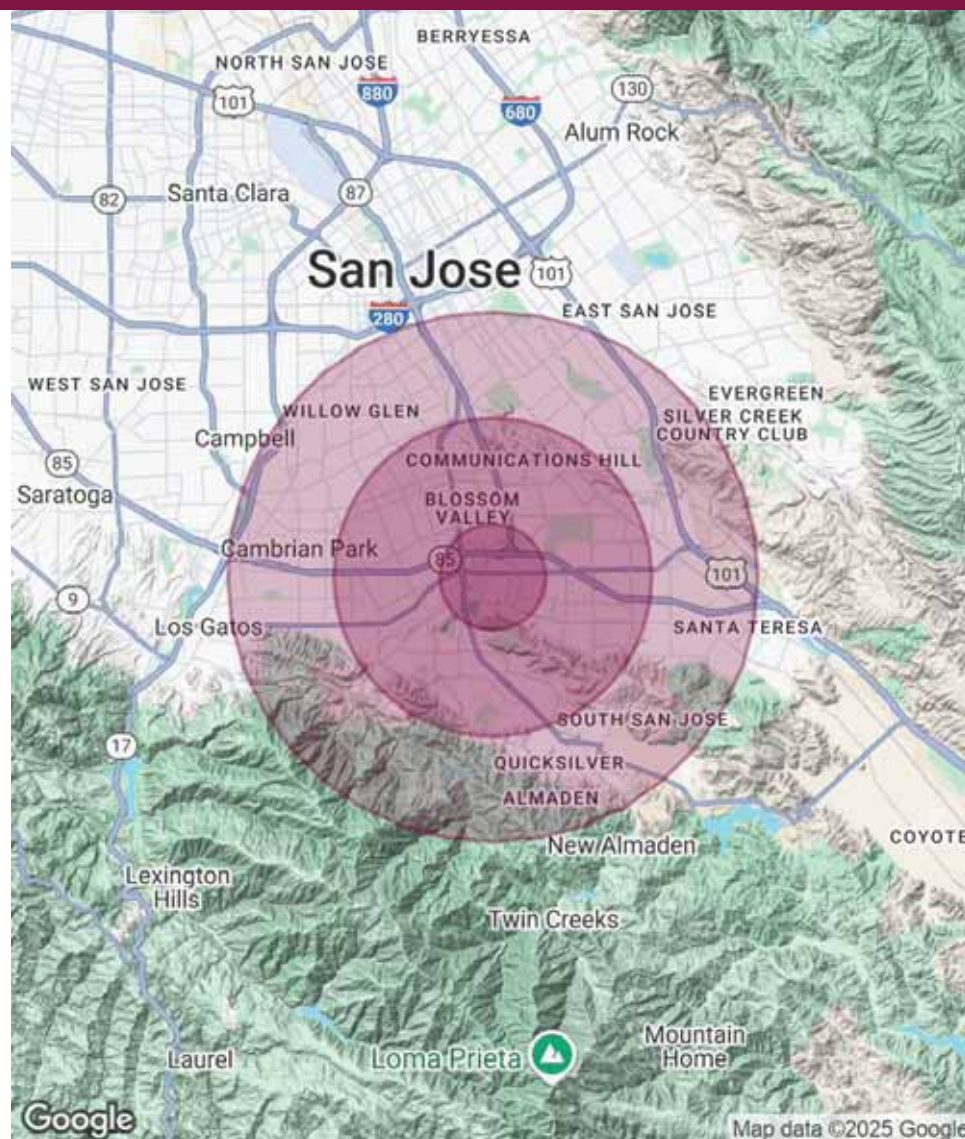 BERRYESSA
NORTH SAN JOSE
880
130
101
680
Alum Rock
82
Santa Clara
87
San Jose
101
280
EAST SAN JOSE
WEST SAN JOSE
EVERGREEN
WILLOW GLEN
SILVER CREEK
COUNTRY CLUB
Campbell
85
COMMUNICATIONS HILL
Saratoga
BLOSSOM
VALLEY
Cambrian Park
85
101
9
Los Gatos
SANTA TERESA
SOUTH SAN JOSE
17
QUICKSILVER
ALMADEN
COYOTE
New Almaden
Lexington
Hills
Twin Creeks
Laurel
Loma Prieta
Mountain
Home
Google
Map data ©2025 Google